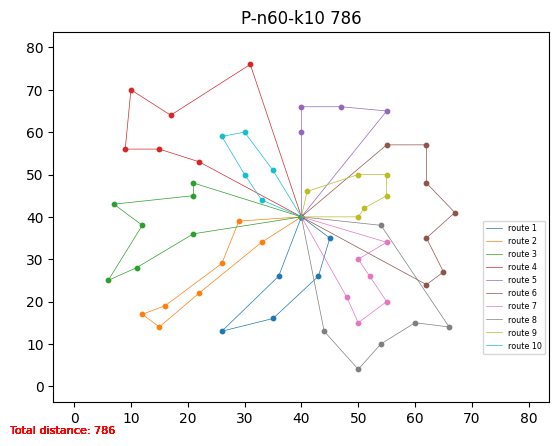 P-n60-k10 786
80
70
60
50
40
30
20
10
0
0 10 20 30 40 50 60 70 80
route 1
route 2
route 3
route 4
route 5
route 6
route 7
route 8
route 9
route 10
Total distance: 786